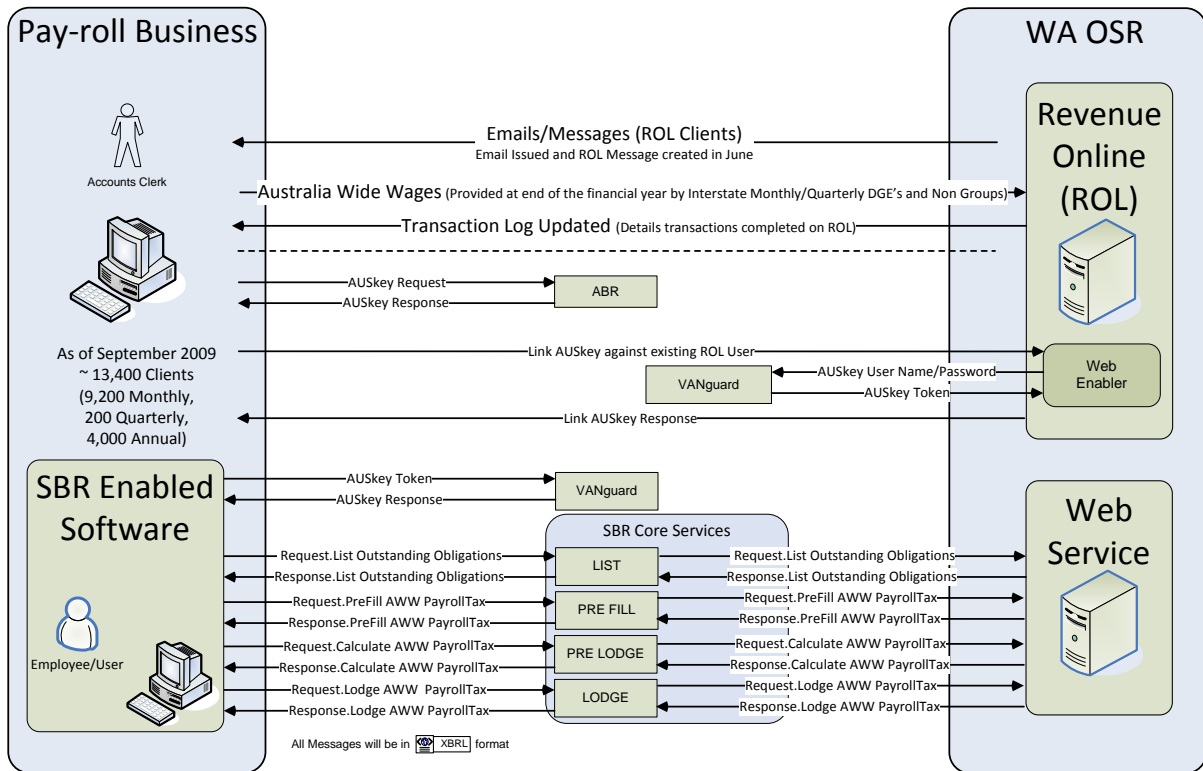 Pay-roll Business
WA OSR
Accounts Clerk
Emails/Messages (ROL Clients)
Email Issued and ROL Message created in June
Australia Wide Wages (Provided at end of the financial year by Interstate Monthly/Quarterly DGE's and Non Groups)
Transaction Log Updated (Details transactions completed on ROL)
Revenue
Online
(ROL)
AUSkey Request
AUSkey Response
ABR
As of September 2009
~ 13,400 Clients
(9,200 Monthly,
200 Quarterly,
4,000 Annual)
Link AUSkey against existing ROL User
AUSkey User Name/Password
VANguard
AUSkey Token
Web
Enabler
Link AUSkey Response
SBR Enabled
Software
Employee/User
AUSkey Token
AUSkey Response
VANguard
SBR Core Services
Web
Service
Request.List Outstanding Obligations
Response.List Outstanding Obligations
LIST
Request.List Outstanding Obligations
Response.List Outstanding Obligations
Request.PreFill AWW PayrollTax
Response.PreFill AWW PayrollTax
PRE FILL
Request.PreFill AWW PayrollTax
Response.PreFill AWW PayrollTax
Request.Calculate AWW PayrollTax
Response.Calculate AWW PayrollTax
PRE LODGE
Request.Calculate AWW PayrollTax
Response.Calculate AWW PayrollTax
Request.Lodge AWW PayrollTax
Response.Lodge AWW PayrollTax
LODGE
Request.Lodge AWW PayrollTax
Response.Lodge AWW PayrollTax
All Messages will be in XBRL format